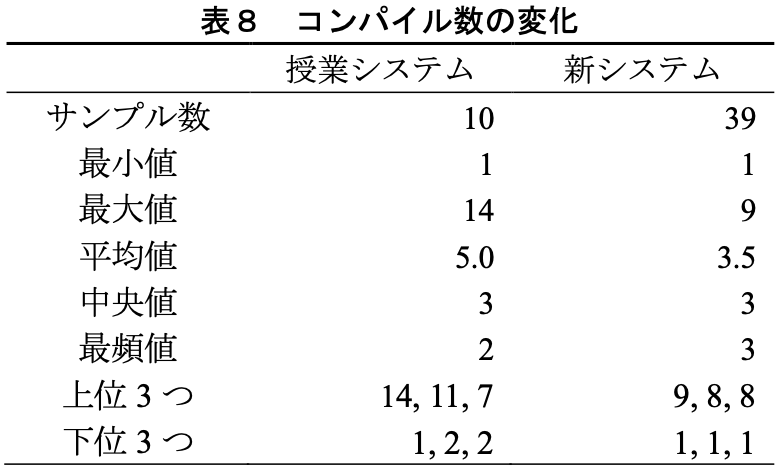 表８　コンパイル数の変化
授業システム 新システム
サンプル数 10 39
最小値 1 1
最大値 14 9
平均値 5.0 3.5
中央値 3 3
最頻値 2 3
上位 3 つ 14, 11, 7 9, 8, 8
下位 3 つ 1, 2, 2 1, 1, 1